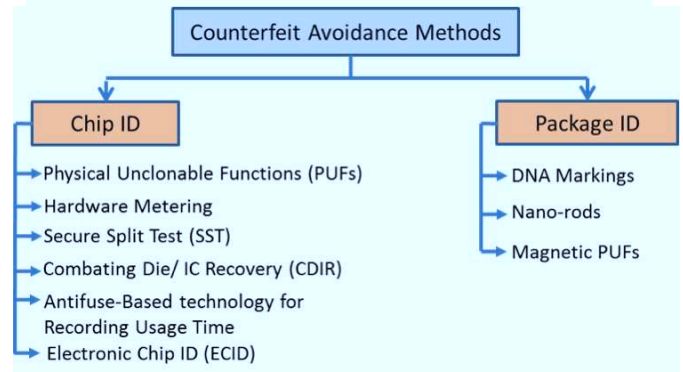 Counterfeit Avoidance Methods
Chip ID
Physical Unclonable Functions (PUFs)
Hardware Metering
Secure Split Test (SST)
Combating Die/ IC Recovery (CDIR)
Antifuse-Based technology for
Recording Usage Time
Electronic Chip ID (ECID)
Package ID
DNA Markings
Nano-rods
Magnetic PUFs